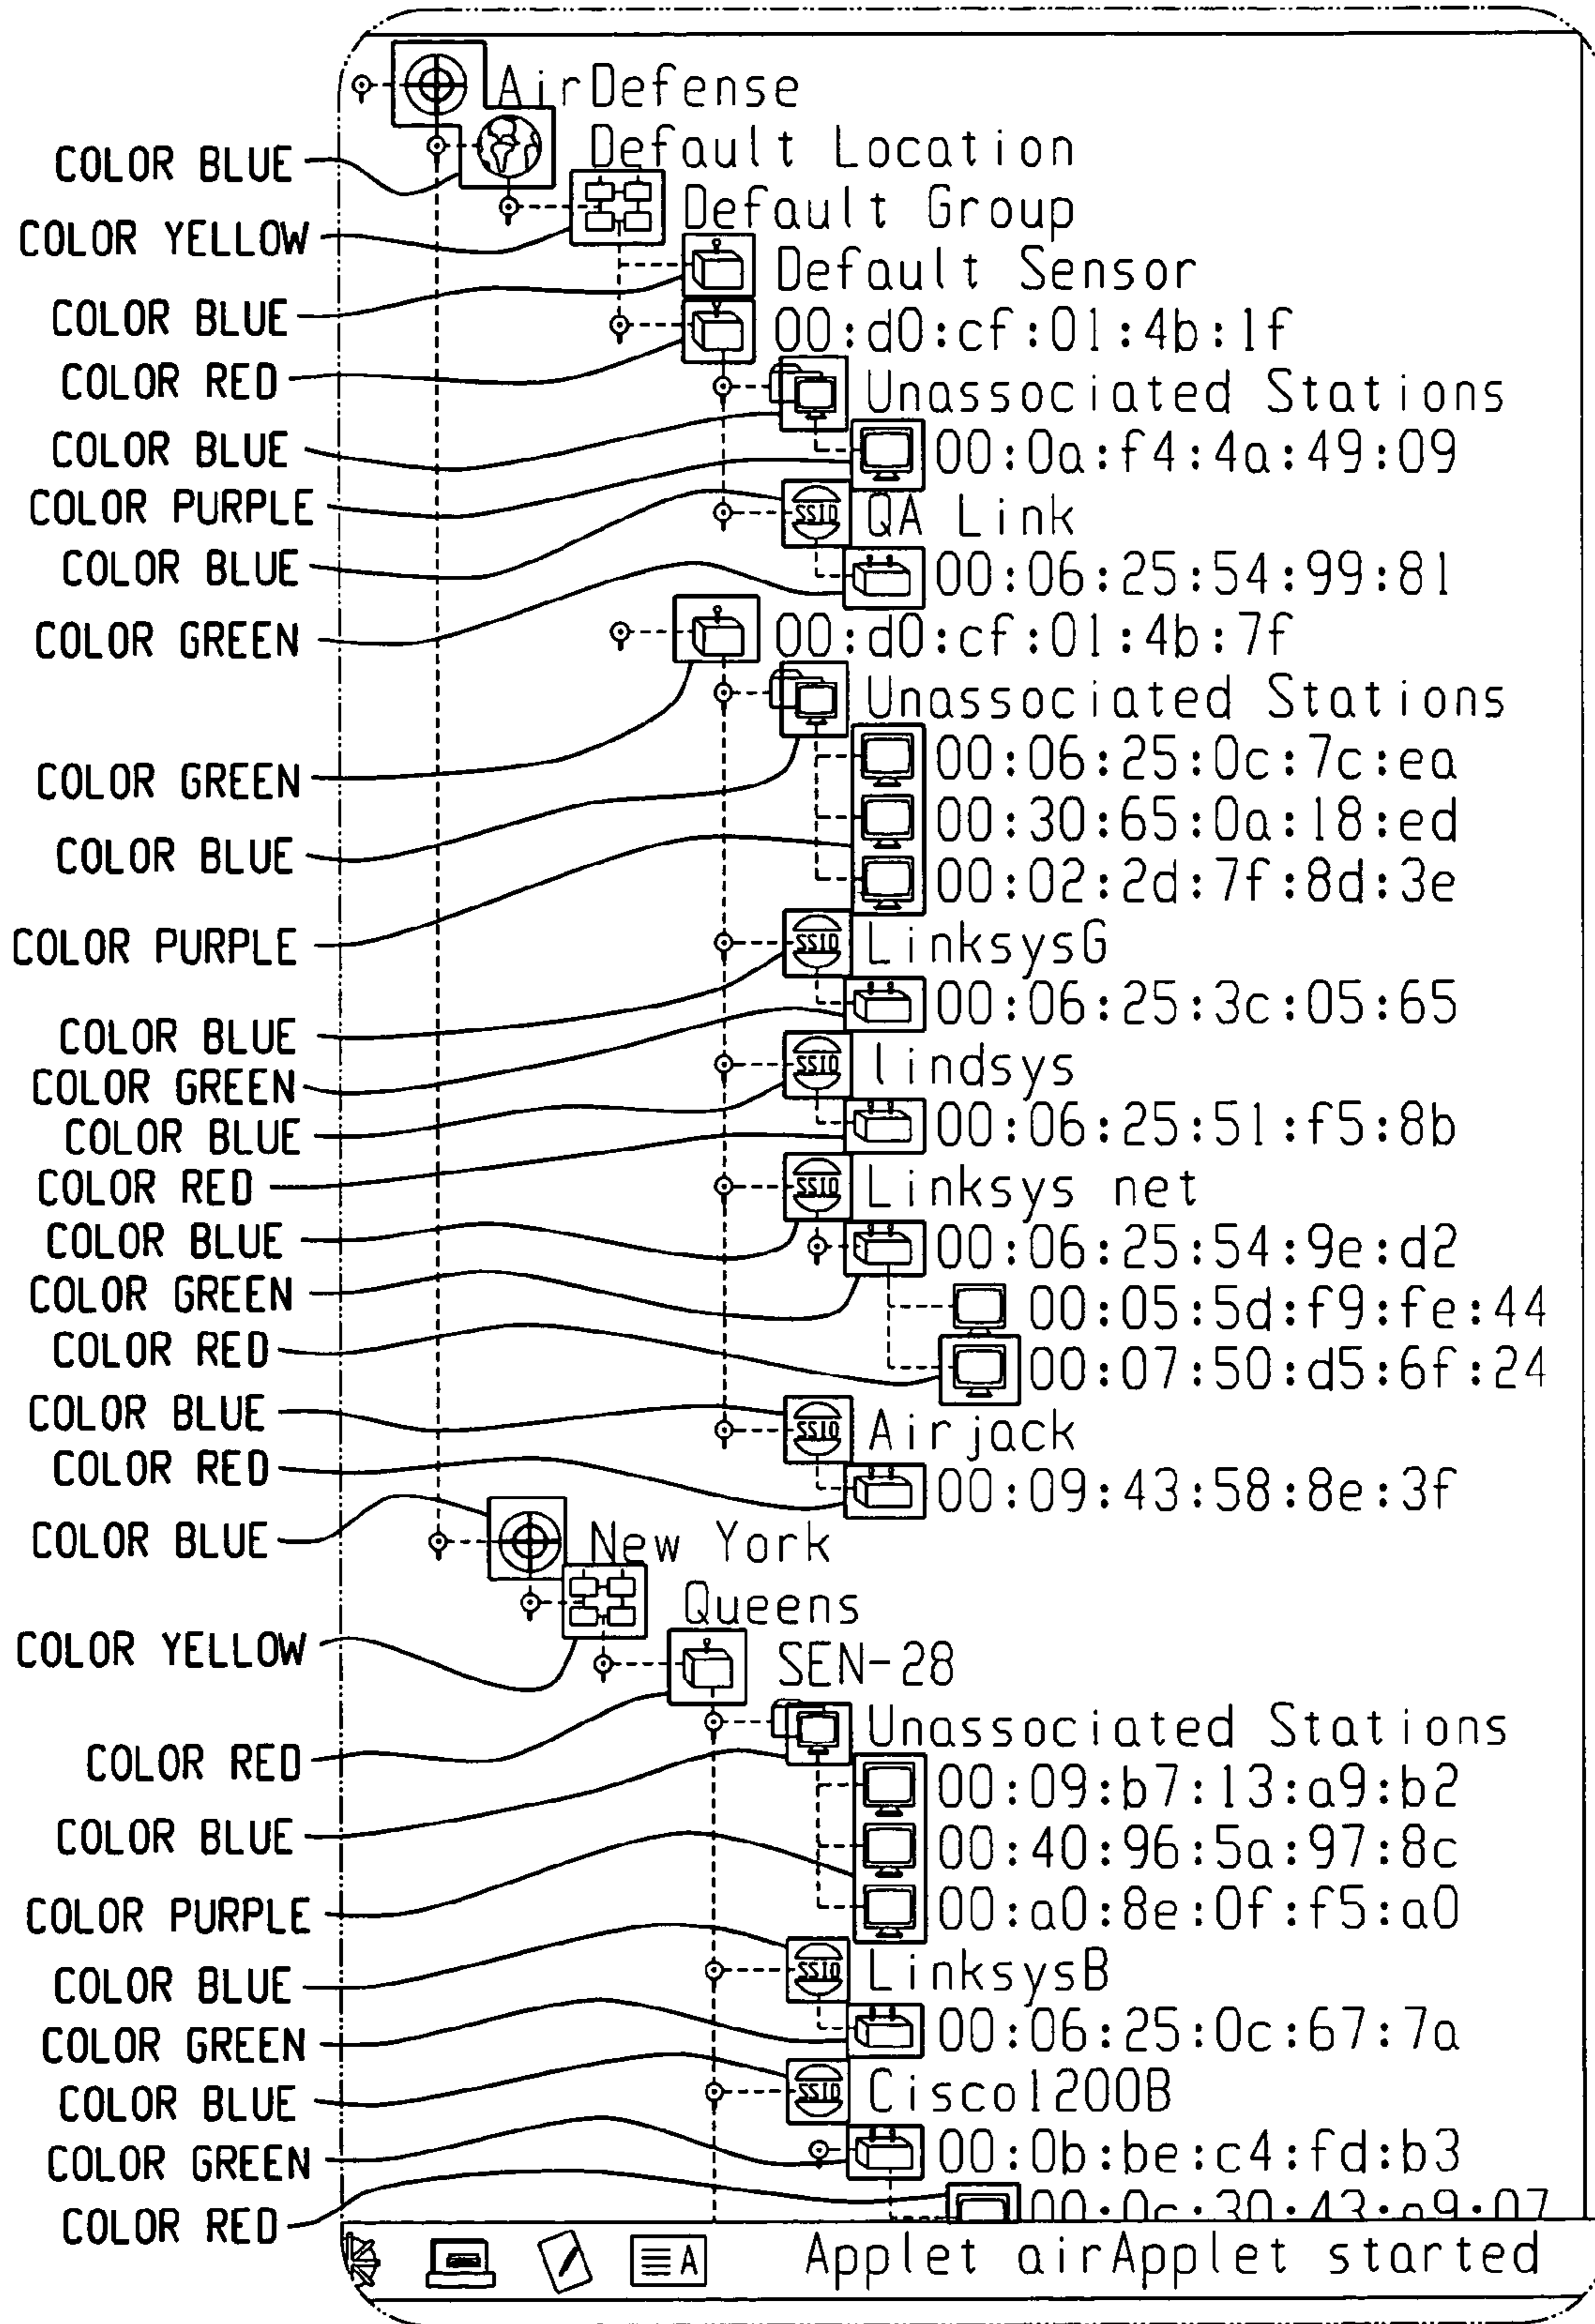 AirDefense
COLOR BLUE Default Location
COLOR YELLOW Default Group
Default Sensor
COLOR BLUE 00:d0:cf:01:4b:1f
COLOR RED Unassociated Stations
COLOR BLUE 00:0a:f4:4a:49:09
COLOR PURPLE SSID QA Link
COLOR BLUE 00:06:25:54:99:81
COLOR GREEN 00:d0:cf:01:4b:7f
Unassociated Stations
COLOR GREEN 00:06:25:0c:7c:ea
00:30:65:0a:18:ed
COLOR BLUE 00:02:2d:7f:8d:3e
COLOR PURPLE SSID LinksysG
00:06:25:3c:05:65
COLOR BLUE
COLOR GREEN SSID lindsys
COLOR BLUE 00:06:25:51:f5:8b
COLOR RED SSID Linksys net
COLOR BLUE 00:06:25:54:9e:d2
COLOR GREEN 00:05:5d:f9:fe:44
COLOR RED 00:07:50:d5:6f:24
COLOR BLUE SSID Airjack
COLOR RED 00:09:43:58:8e:3f
COLOR BLUE New York
Queens
COLOR YELLOW SEN-28
Unassociated Stations
COLOR RED 00:09:b7:13:a9:b2
COLOR BLUE 00:40:96:5a:97:8c
COLOR PURPLE 00:a0:8e:0f:f5:a0
COLOR BLUE SSID LinksysB
COLOR GREEN 00:06:25:0c:67:7a
COLOR BLUE SSID Cisco1200B
COLOR GREEN 00:0b:be:c4:fd:b3
COLOR RED
A Applet airApplet started